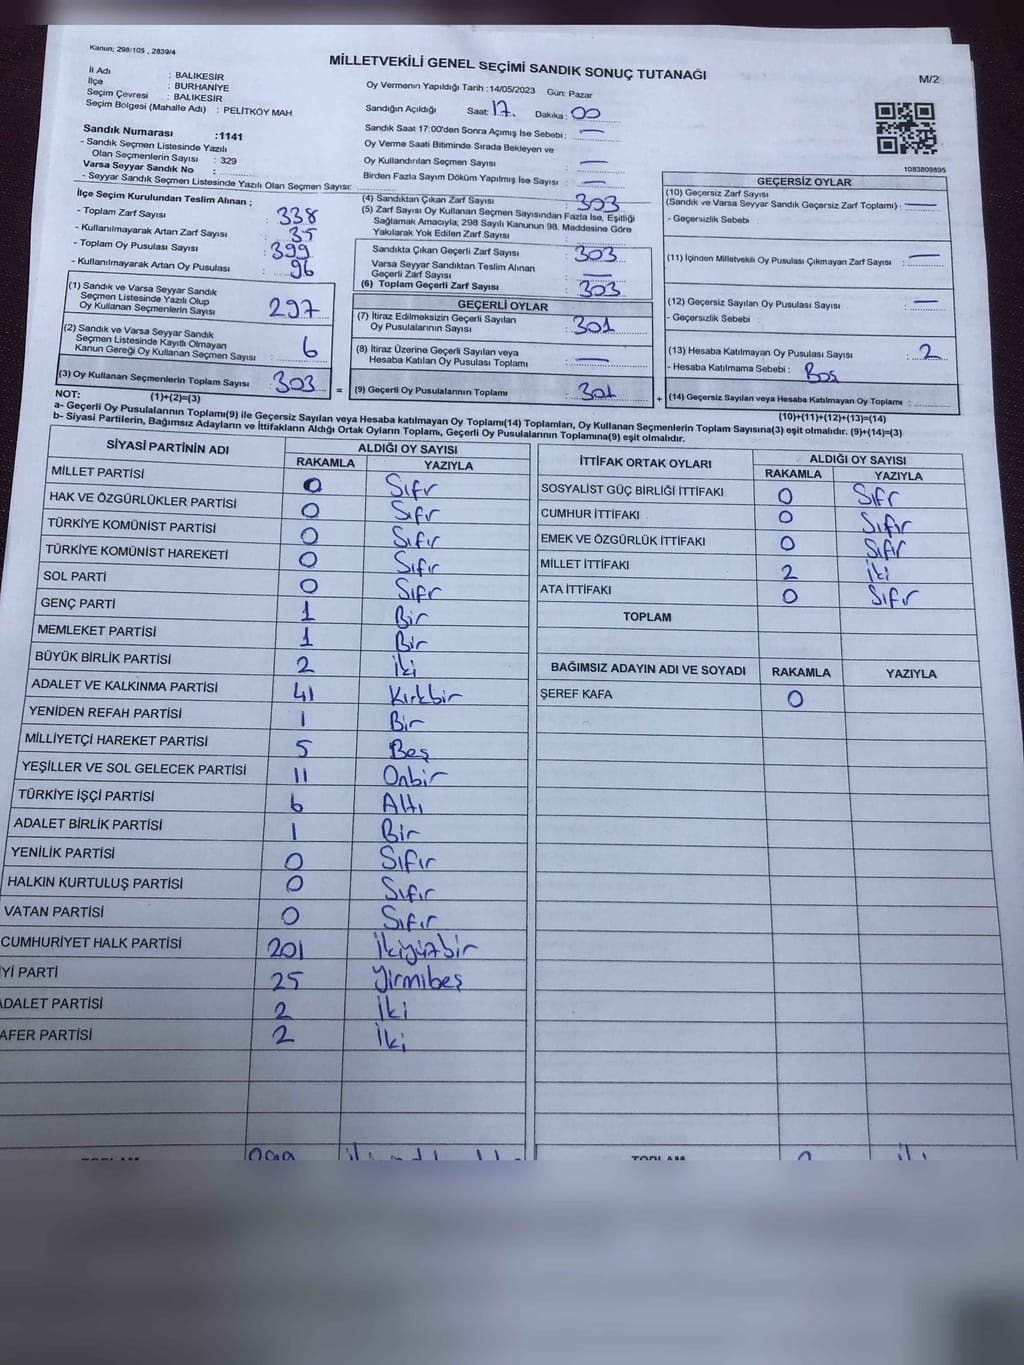 Kanun; 298/105 , 2839/4
MİLLETVEKİLİ GENEL SEÇİMİ SANDIK SONUÇ TUTANAĞI
M/2
İl Adı : BALIKESİR
İlçe : BURHANİYE
Seçim Çevresi : BALIKESİR
Seçim Bölgesi (Mahalle Adı) : PELİTKÖY MAH
Oy Vermenin Yapıldığı Tarih :14/05/2023 Gün: Pazar
Sandığın Açıldığı Saat: 17. Dakika: 00
Sandık Saat 17:00'den Sonra Açımış İse Sebebi: —
Oy Verme Saati Bitiminde Sırada Bekleyen ve
Oy Kullandırılan Seçmen Sayısı —
Birden Fazla Sayım Döküm Yapılmış İse Sayısı : —
1083809895
Sandık Numarası :1141
- Sandık Seçmen Listesinde Yazılı
Olan Seçmenlerin Sayısı : 329
Varsa Seyyar Sandık No :
- Seyyar Sandık Seçmen Listesinde Yazılı Olan Seçmen Sayısı:
İlçe Seçim Kurulundan Teslim Alınan ;
- Toplam Zarf Sayısı : 338
- Kullanılmayarak Artan Zarf Sayısı : 35
- Toplam Oy Pusulası Sayısı : 399
- Kullanılmayarak Artan Oy Pusulası : 96
(1) Sandık ve Varsa Seyyar Sandık
Seçmen Listesinde Yazılı Olup
Oy Kullanan Seçmenlerin Sayısı : 297
(2) Sandık ve Varsa Seyyar Sandık
Seçmen Listesinde Kayıtlı Olmayan
Kanun Gereği Oy Kullanan Seçmen Sayısı : 6
(3) Oy Kullanan Seçmenlerin Toplam Sayısı : 303 =
(1)+(2)=(3)
(4) Sandıktan Çıkan Zarf Sayısı : 303
(5) Zarf Sayısı Oy Kullanan Seçmen Sayısından Fazla İse, Eşitliği
Sağlamak Amacıyla; 298 Sayılı Kanunun 98. Maddesine Göre
Yakılarak Yok Edilen Zarf Sayısı
Sandıkta Çıkan Geçerli Zarf Sayısı : 303
Varsa Seyyar Sandıktan Teslim Alınan
Geçerli Zarf Sayısı —
(6) Toplam Geçerli Zarf Sayısı : 303
GEÇERLİ OYLAR
(7) İtiraz Edilmeksizin Geçerli Sayılan
Oy Pusulalarının Sayısı : 301
(8) İtiraz Üzerine Geçerli Sayılan veya
Hesaba Katılan Oy Pusulası Toplamı : —
(9) Geçerli Oy Pusulalarının Toplamı : 301 +
GEÇERSİZ OYLAR
(10) Geçersiz Zarf Sayısı
(Sandık ve Varsa Seyyar Sandık Geçersiz Zarf Toplamı) : —
- Geçersizlik Sebebi :
(11) İçinden Milletvekili Oy Pusulası Çıkmayan Zarf Sayısı : —
(12) Geçersiz Sayılan Oy Pusulası Sayısı : —
- Geçersizlik Sebebi :
(13) Hesaba Katılmayan Oy Pusulası Sayısı : 2
- Hesaba Katılmama Sebebi : Boş
(14) Geçersiz Sayılan veya Hesaba Katılmayan Oy Toplamı :
(10)+(11)+(12)+(13)=(14)
NOT:
a- Geçerli Oy Pusulalarının Toplamı(9) ile Geçersiz Sayılan veya Hesaba katılmayan Oy Toplamı(14) Toplamları, Oy Kullanan Seçmenlerin Toplam Sayısına(3) eşit olmalıdır. (9)+(14)=(3)
b- Siyasi Partilerin, Bağımsız Adayların ve İttifakların Aldığı Ortak Oyların Toplamı, Geçerli Oy Pusulalarının Toplamına(9) eşit olmalıdır.
SİYASİ PARTİNİN ADI ALDIĞI OY SAYISI
RAKAMLA YAZIYLA
MİLLET PARTİSİ 0 Sıfır
HAK VE ÖZGÜRLÜKLER PARTİSİ 0 Sıfır
TÜRKİYE KOMÜNİST PARTİSİ 0 Sıfır
TÜRKİYE KOMÜNİST HAREKETİ 0 Sıfır
SOL PARTİ 0 Sıfır
GENÇ PARTİ 1 Bir
MEMLEKET PARTİSİ 1 Bir
BÜYÜK BİRLİK PARTİSİ 2 İki
ADALET VE KALKINMA PARTİSİ 41 Kırkbir
YENİDEN REFAH PARTİSİ 1 Bir
MİLLİYETÇİ HAREKET PARTİSİ 5 Beş
YEŞİLLER VE SOL GELECEK PARTİSİ 11 Onbir
TÜRKİYE İŞÇİ PARTİSİ 6 Altı
ADALET BİRLİK PARTİSİ 1 Bir
YENİLİK PARTİSİ 0 Sıfır
HALKIN KURTULUŞ PARTİSİ 0 Sıfır
VATAN PARTİSİ 0 Sıfır
CUMHURİYET HALK PARTİSİ 201 İkiyüzbir
Yİ PARTİ 25 Yirmibeş
ADALET PARTİSİ 2 İki
AFER PARTİSİ 2 İki
İTTİFAK ORTAK OYLARI ALDIĞI OY SAYISI
RAKAMLA YAZIYLA
SOSYALİST GÜÇ BİRLİĞİ İTTİFAKI 0 Sıfır
CUMHUR İTTİFAKI 0 Sıfır
EMEK VE ÖZGÜRLÜK İTTİFAKI 0 Sıfır
MİLLET İTTİFAKI 2 İki
ATA İTTİFAKI 0 Sıfır
TOPLAM
BAĞIMSIZ ADAYIN ADI VE SOYADI RAKAMLA YAZIYLA
ŞEREF KAFA 0